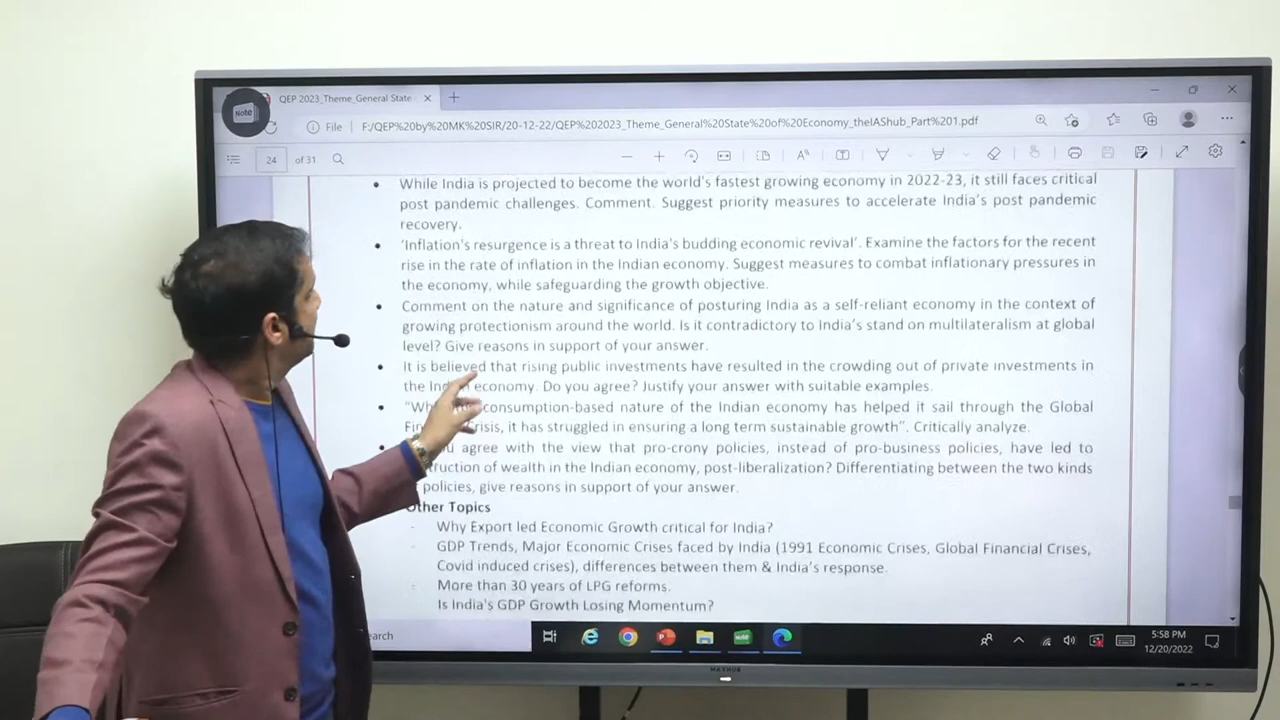 QEP 2023_Theme_General State
Note
File
F:/QEP%20by%20MK%20SIR/20-12-22/QEP%202023_Theme_General%20State%20of%20Economy_theIAShub_Part%201.pdf
24 of 31
While India is projected to become the world's fastest growing economy in 2022-23, it still faces critical
post pandemic challenges. Comment. Suggest priority measures to accelerate India's post pandemic
recovery.
'Inflation's resurgence is a threat to India's budding economic revival'. Examine the factors for the recent
rise in the rate of inflation in the Indian economy. Suggest measures to combat inflationary pressures in
the economy, while safeguarding the growth objective.
Comment on the nature and significance of posturing India as a self-reliant economy in the context of
growing protectionism around the world. Is it contradictory to India's stand on multilateralism at global
level? Give reasons in support of your answer.
It is believed that rising public investments have resulted in the crowding out of private investments in
the economy. Do you agree? Justify your answer with suitable examples.
consumption-based nature of the Indian economy has helped it sail through the Global
it has struggled in ensuring a long term sustainable growth". Critically analyze.
agree with the view that pro-crony policies, instead of pro-business policies, have led to
of wealth in the Indian economy, post-liberalization? Differentiating between the two kinds
policies, give reasons in support of your answer.
Other Topics
- Why Export led Economic Growth critical for India?
- GDP Trends, Major Economic Crises faced by India (1991 Economic Crises, Global Financial Crises,
Covid induced crises), differences between them & India's response.
- More than 30 years of LPG reforms.
Is India's GDP Growth Losing Momentum?
5:58 PM
12/20/2022
MAXHUB